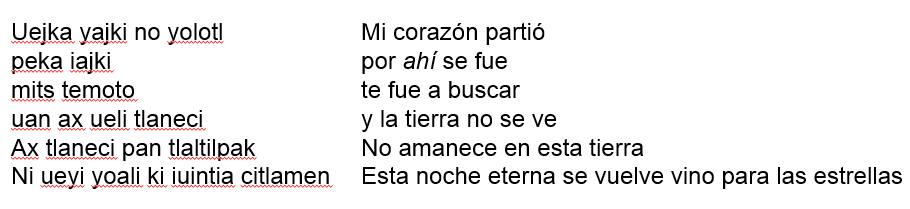 Uejka yajki no yolotl Mi corazón partió
peka iajki por ahí se fue
mits temoto te fue a buscar
uan ax ueli tlaneci y la tierra no se ve
Ax tlaneci pan tlaltilpak No amanece en esta tierra
Ni ueyi yoali ki iuintia citlamen Esta noche eterna se vuelve vino para las estrellas